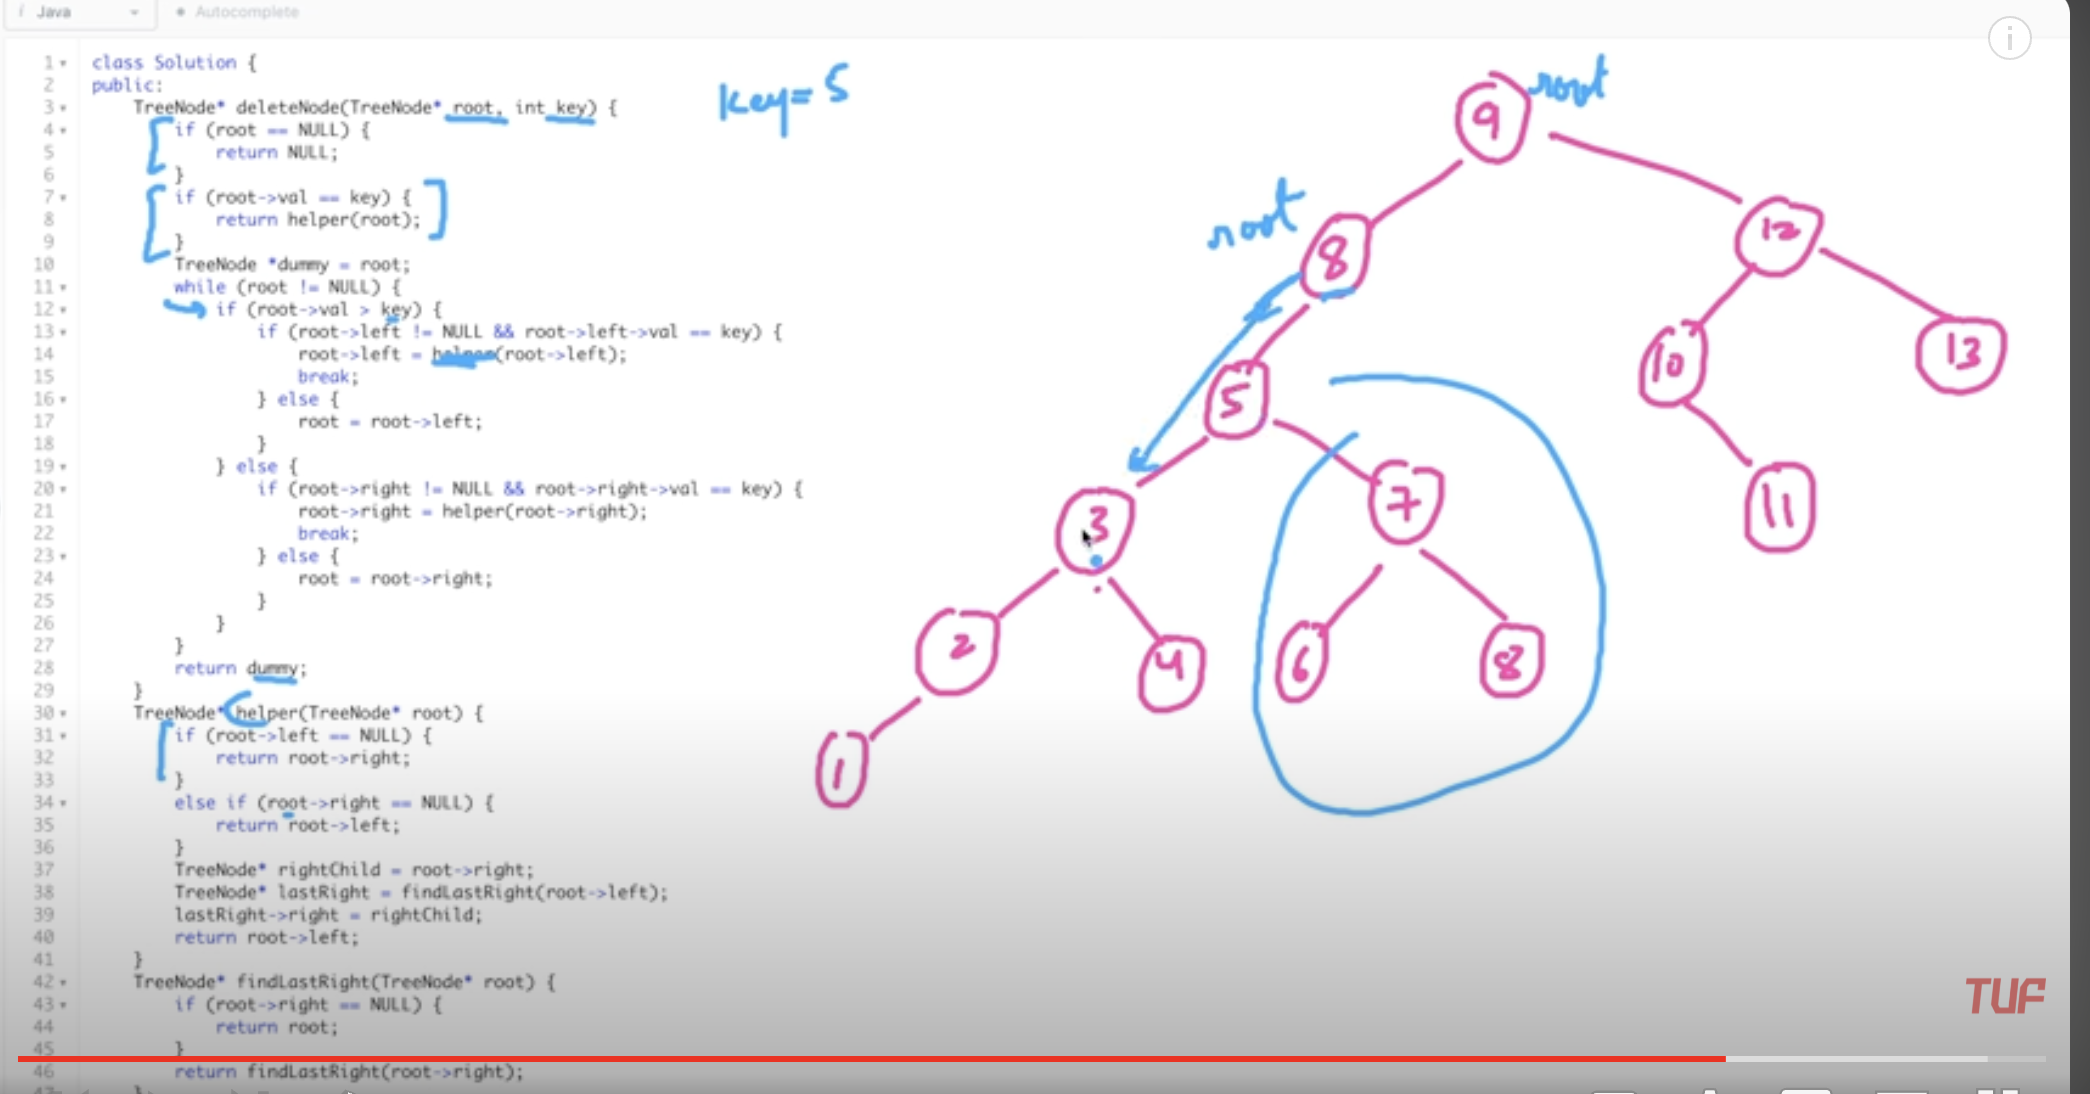 Java
Autocomplete
1 class Solution {
2 public:
3 TreeNode* deleteNode(TreeNode* root, int key) {
4 if (root == NULL) {
5 return NULL;
6 }
7 if (root->val == key) {
8 return helper(root);
9 }
10 TreeNode *dummy = root;
11 while (root != NULL) {
12 if (root->val > key) {
13 if (root->left != NULL && root->left->val == key) {
14 root->left = helper(root->left);
15 break;
16 } else {
17 root = root->left;
18 }
19 } else {
20 if (root->right != NULL && root->right->val == key) {
21 root->right = helper(root->right);
22 break;
23 } else {
24 root = root->right;
25 }
26 }
27 }
28 return dummy;
29 }
30 TreeNode* helper(TreeNode* root) {
31 if (root->left == NULL) {
32 return root->right;
33 }
34 else if (root->right == NULL) {
35 return root->left;
36 }
37 TreeNode* rightChild = root->right;
38 TreeNode* lastRight = findLastRight(root->left);
39 lastRight->right = rightChild;
40 return root->left;
41 }
42 TreeNode* findLastRight(TreeNode* root) {
43 if (root->right == NULL) {
44 return root;
45 }
46 return findLastRight(root->right);
key=5
9 root
root
8
12
5
10
13
3
7
11
2
4
6
8
1
TUF